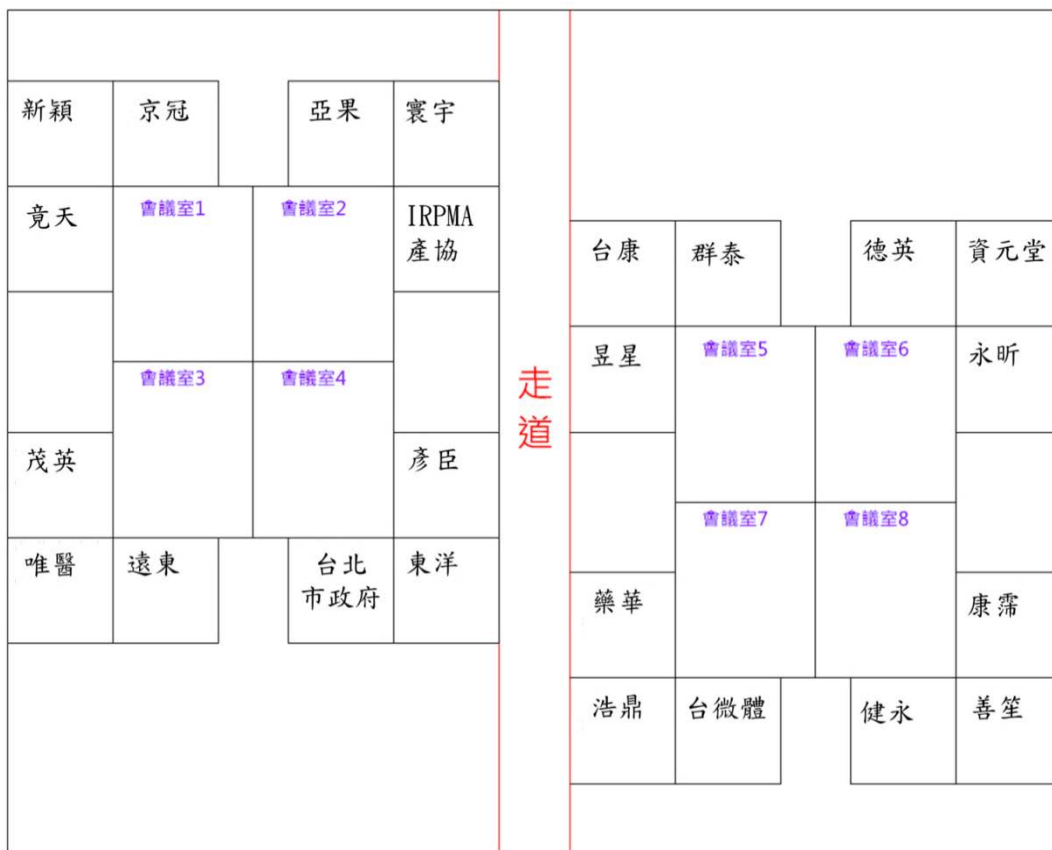 新穎
京冠
亞果
寰宇
竟天
會議室1
會議室2
IRPMA
產協
會議室3
會議室4
茂英
彥臣
唯醫
遠東
台北
市政府
東洋
走
道
台康
群泰
德英
資元堂
昱星
會議室5
會議室6
永昕
會議室7
會議室8
藥華
康霈
浩鼎
台微體
健永
善笙